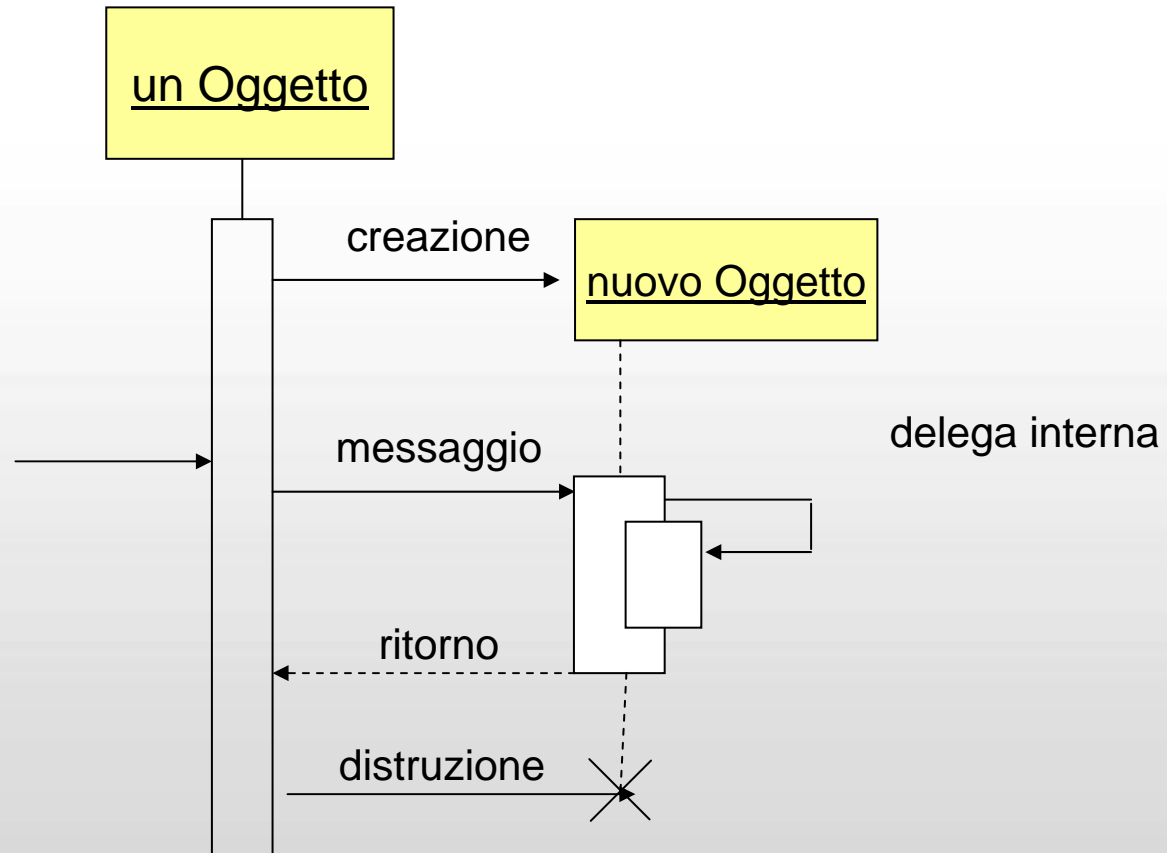 un Oggetto
creazione
nuovo Oggetto
delega interna
messaggio
ritorno
distruzione